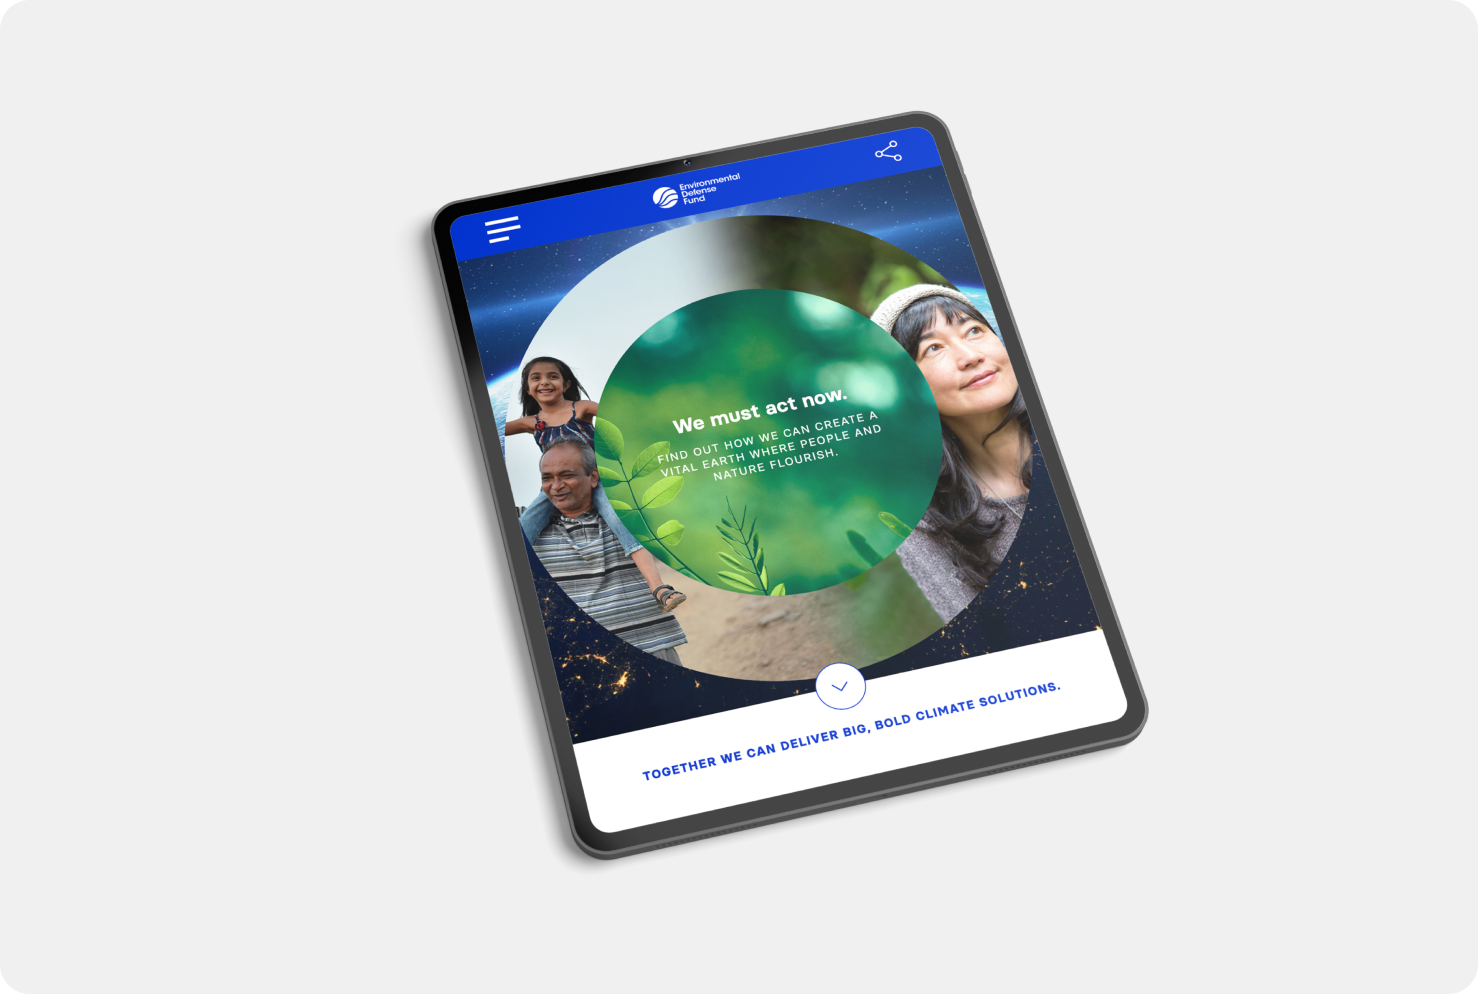 Environmental
Defense
Fund
We must act now.
FIND OUT HOW WE CAN CREATE A
VITAL EARTH WHERE PEOPLE AND
NATURE FLOURISH.
TOGETHER WE CAN DELIVER BIG, BOLD CLIMATE SOLUTIONS.